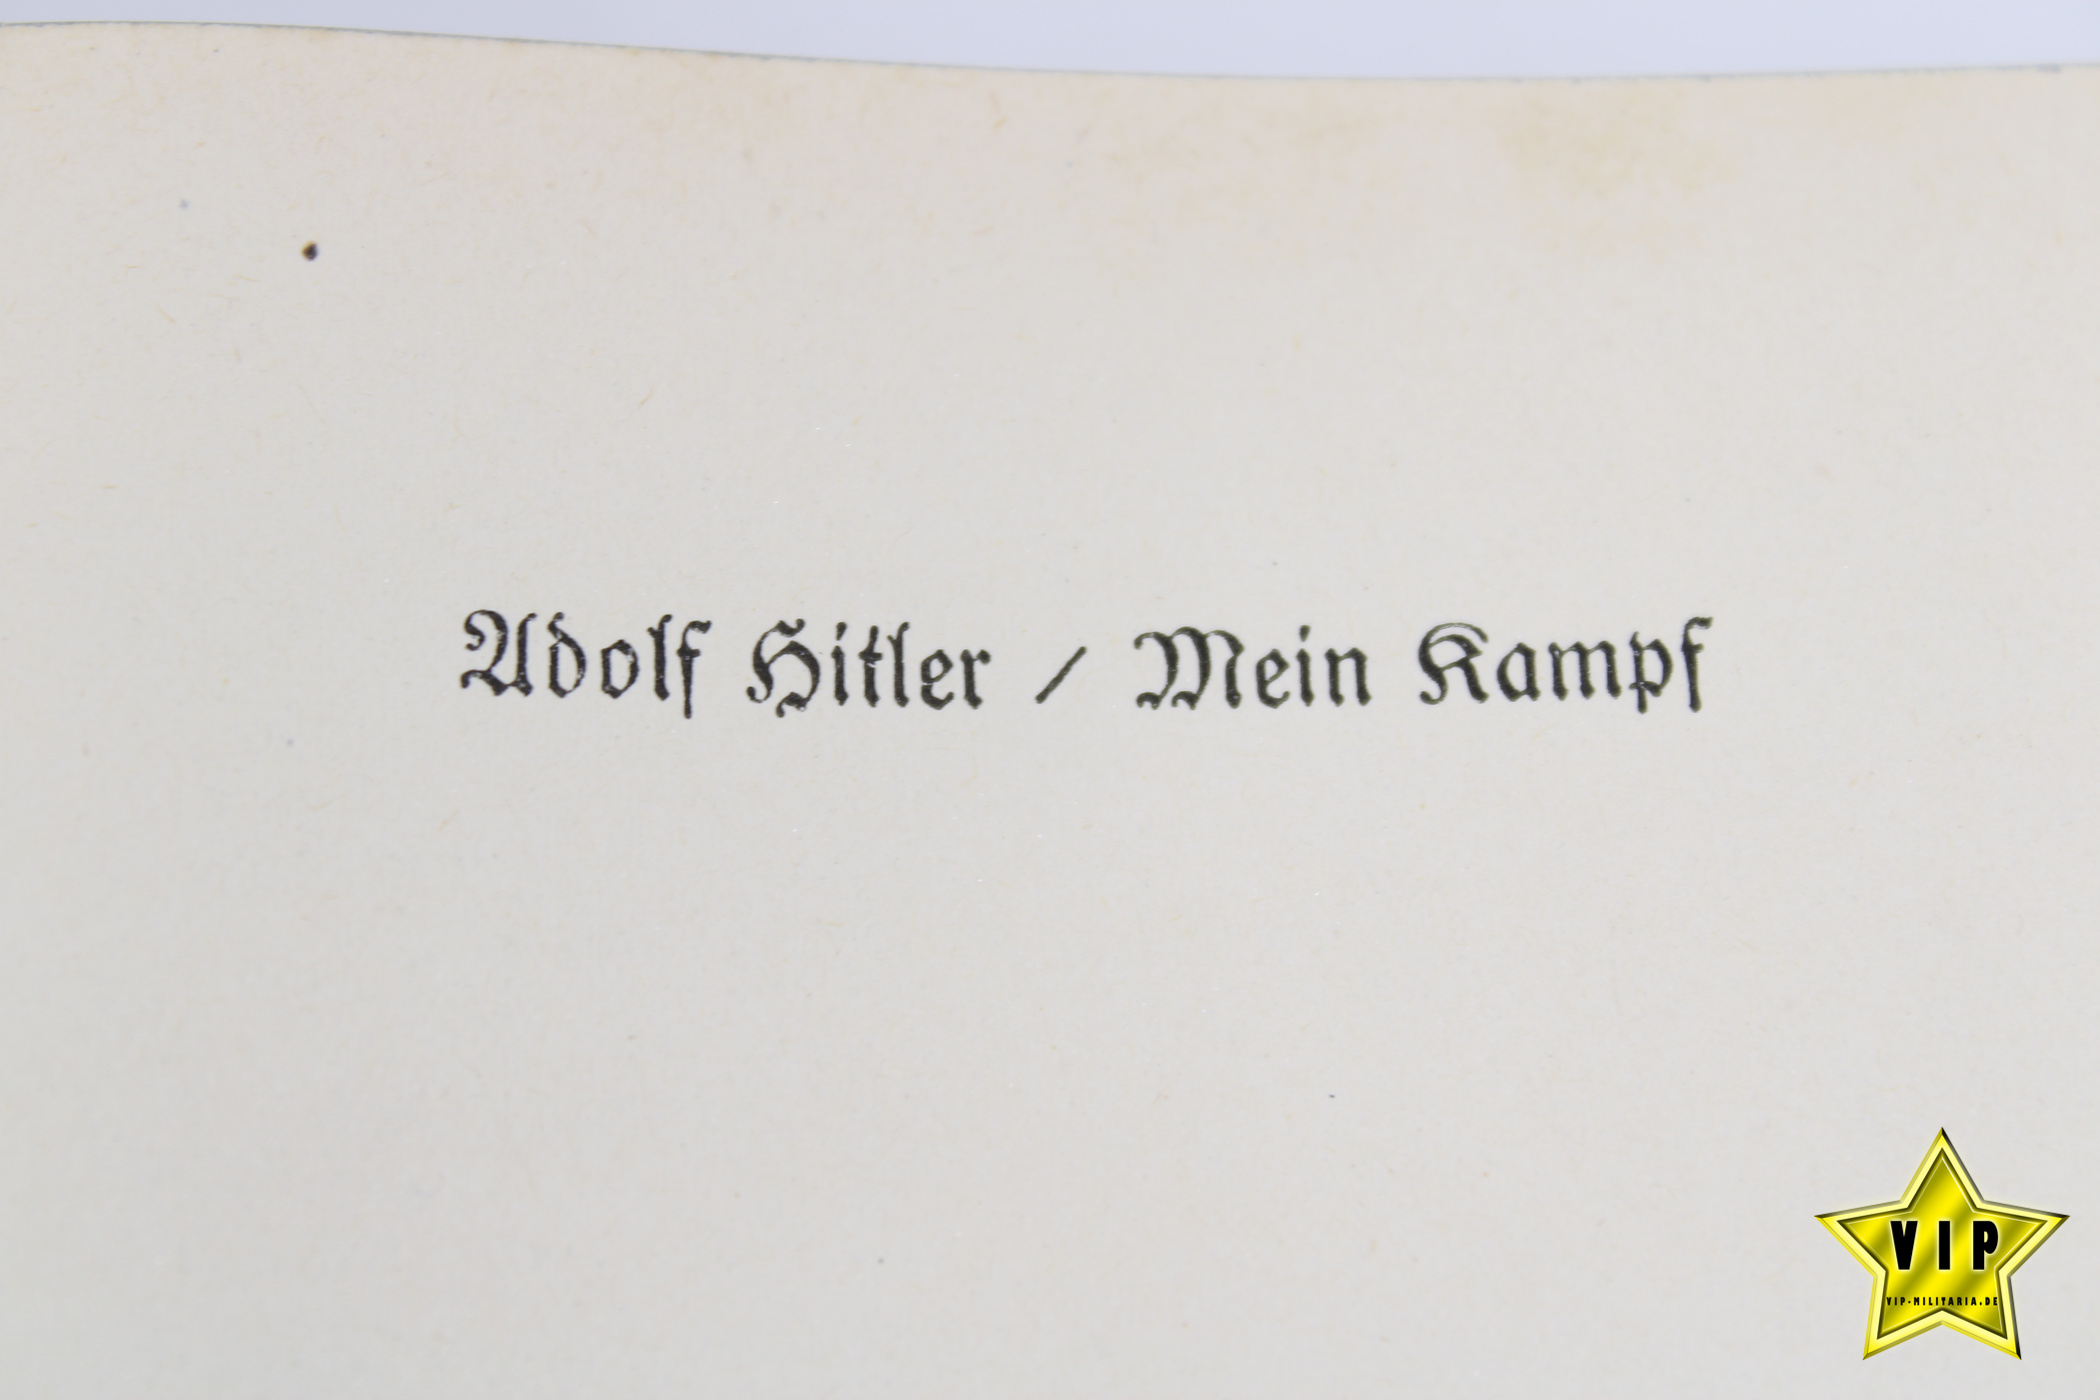 Adolf Hitler / Mein Kampf
VIP
VIP-MILITARIA.DE